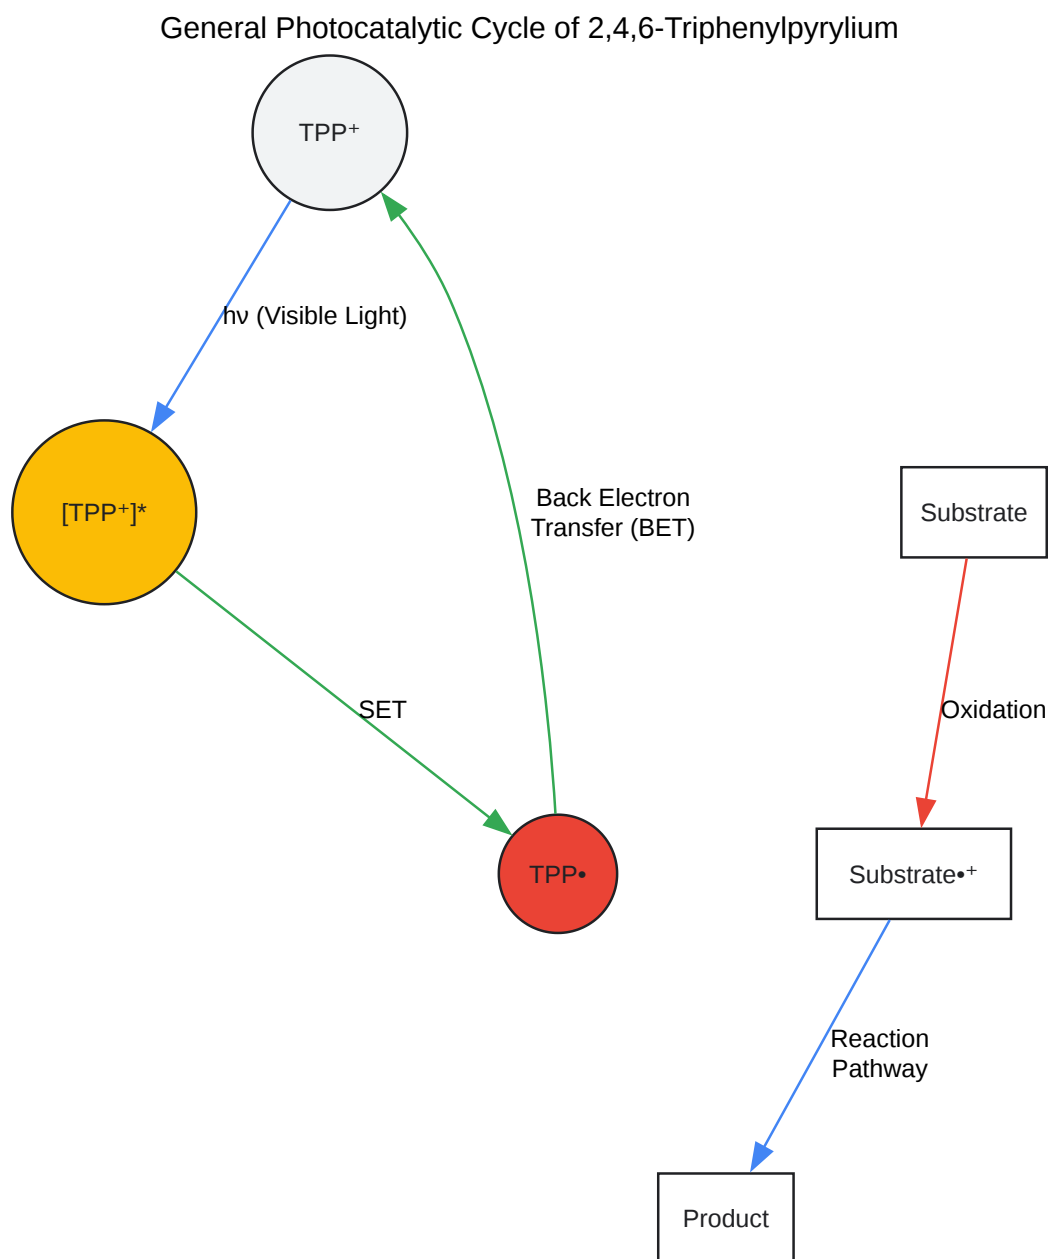 General Photocatalytic Cycle of 2,4,6-Triphenylpyrylium
TPP⁺
hν (Visible Light)
[TPP⁺]*
Back Electron
Transfer (BET)
Substrate
SET
Oxidation
TPP•
Substrate•⁺
Reaction
Pathway
Product